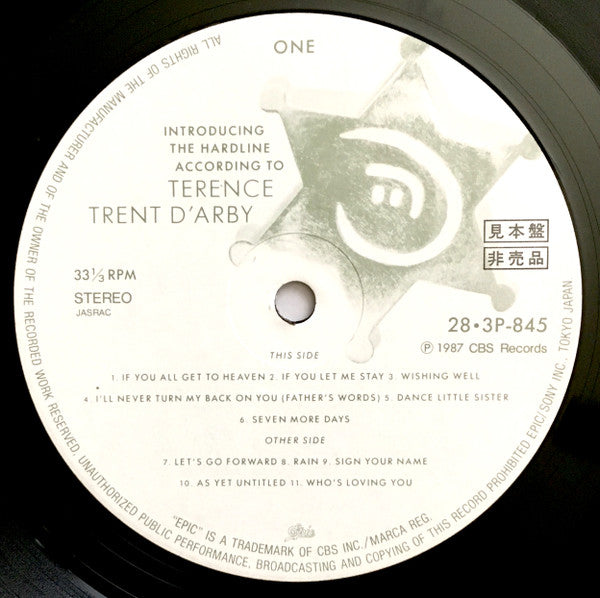 ONE
INTRODUCING
THE HARDLINE
ACCORDING TO
TERENCE
TRENT D'ARBY
33 1/3 RPM
STEREO
JASRAC
見本盤
非売品
28•3P-845
Ⓟ 1987 CBS Records
THIS SIDE
1. IF YOU ALL GET TO HEAVEN 2. IF YOU LET ME STAY 3. WISHING WELL
4. I'LL NEVER TURN MY BACK ON YOU (FATHER'S WORDS) 5. DANCE LITTLE SISTER
6. SEVEN MORE DAYS
OTHER SIDE
7. LET'S GO FORWARD 8. RAIN 9. SIGN YOUR NAME
10. AS YET UNTITLED 11. WHO'S LOVING YOU
Epic
"EPIC" IS A TRADEMARK OF CBS INC./MARCA REG.
ALL RIGHTS OF THE MANUFACTURER AND OF THE OWNER OF THE RECORDED WORK RESERVED. UNAUTHORIZED PUBLIC PERFORMANCE, BROADCASTING AND COPYING OF THIS RECORD PROHIBITED EPIC/SONY INC., TOKYO JAPAN